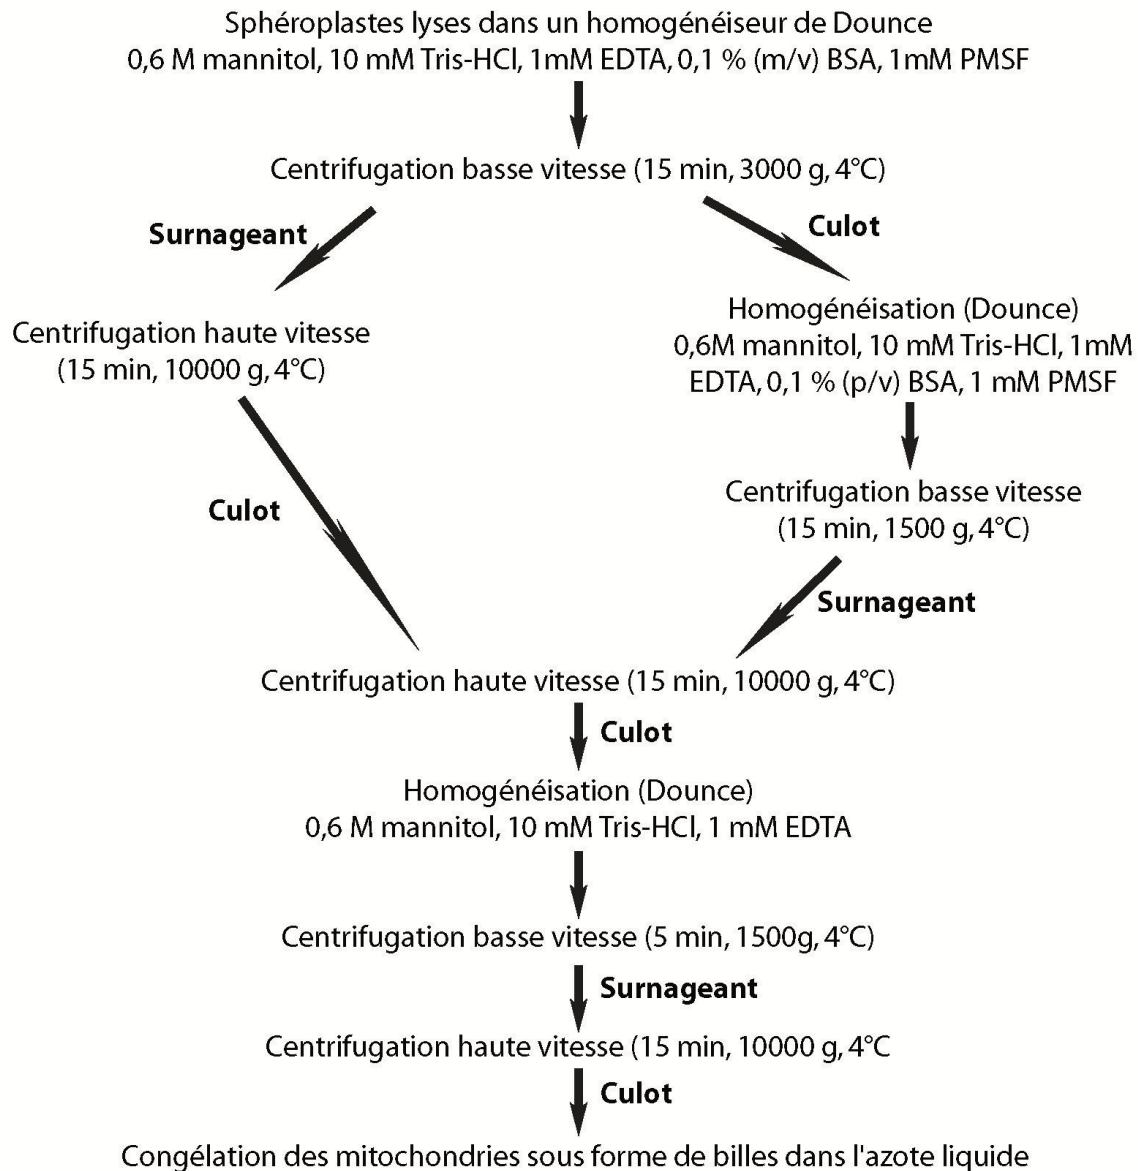 Sphéroplastes lyses dans un homogénéiseur de Dounce
0,6 M mannitol, 10 mM Tris-HCl, 1mM EDTA, 0,1 % (m/v) BSA, 1mM PMSF
Centrifugation basse vitesse (15 min, 3000 g, 4°C)
Surnageant
Culot
Centrifugation haute vitesse
(15 min, 10000 g, 4°C)
Homogénéisation (Dounce)
0,6M mannitol, 10 mM Tris-HCl, 1mM
EDTA, 0,1 % (p/v) BSA, 1 mM PMSF
Culot
Centrifugation basse vitesse
(15 min, 1500 g, 4°C)
Surnageant
Centrifugation haute vitesse (15 min, 10000 g, 4°C)
Culot
Homogénéisation (Dounce)
0,6 M mannitol, 10 mM Tris-HCl, 1 mM EDTA
Centrifugation basse vitesse (5 min, 1500g, 4°C)
Surnageant
Centrifugation haute vitesse (15 min, 10000 g, 4°C
Culot
Congélation des mitochondries sous forme de billes dans l'azote liquide